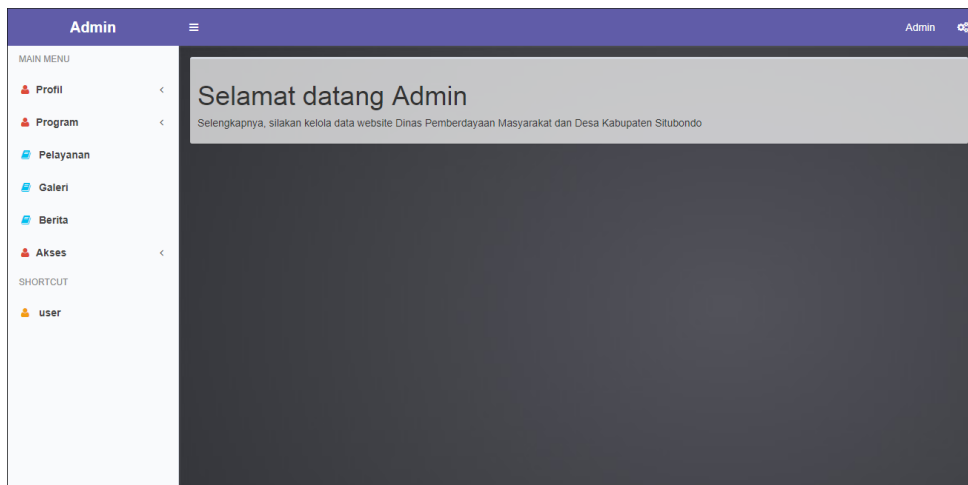 Admin
Admin
MAIN MENU
Profil
Program
Pelayanan
Galeri
Berita
Akses
SHORTCUT
user
Selamat datang Admin
Selengkapnya, silakan kelola data website Dinas Pemberdayaan Masyarakat dan Desa Kabupaten Situbondo